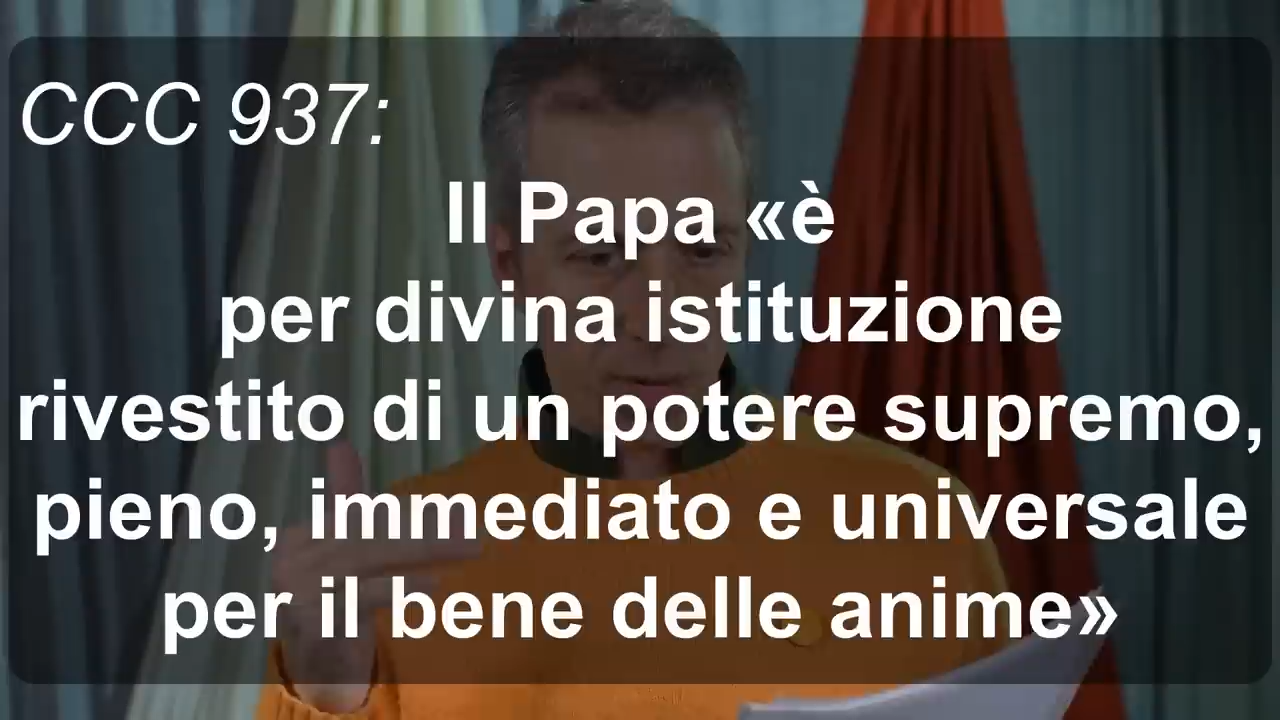 CCC 937:
Il Papa «è
per divina istituzione
rivestito di un potere supremo,
pieno, immediato e universale
per il bene delle anime»